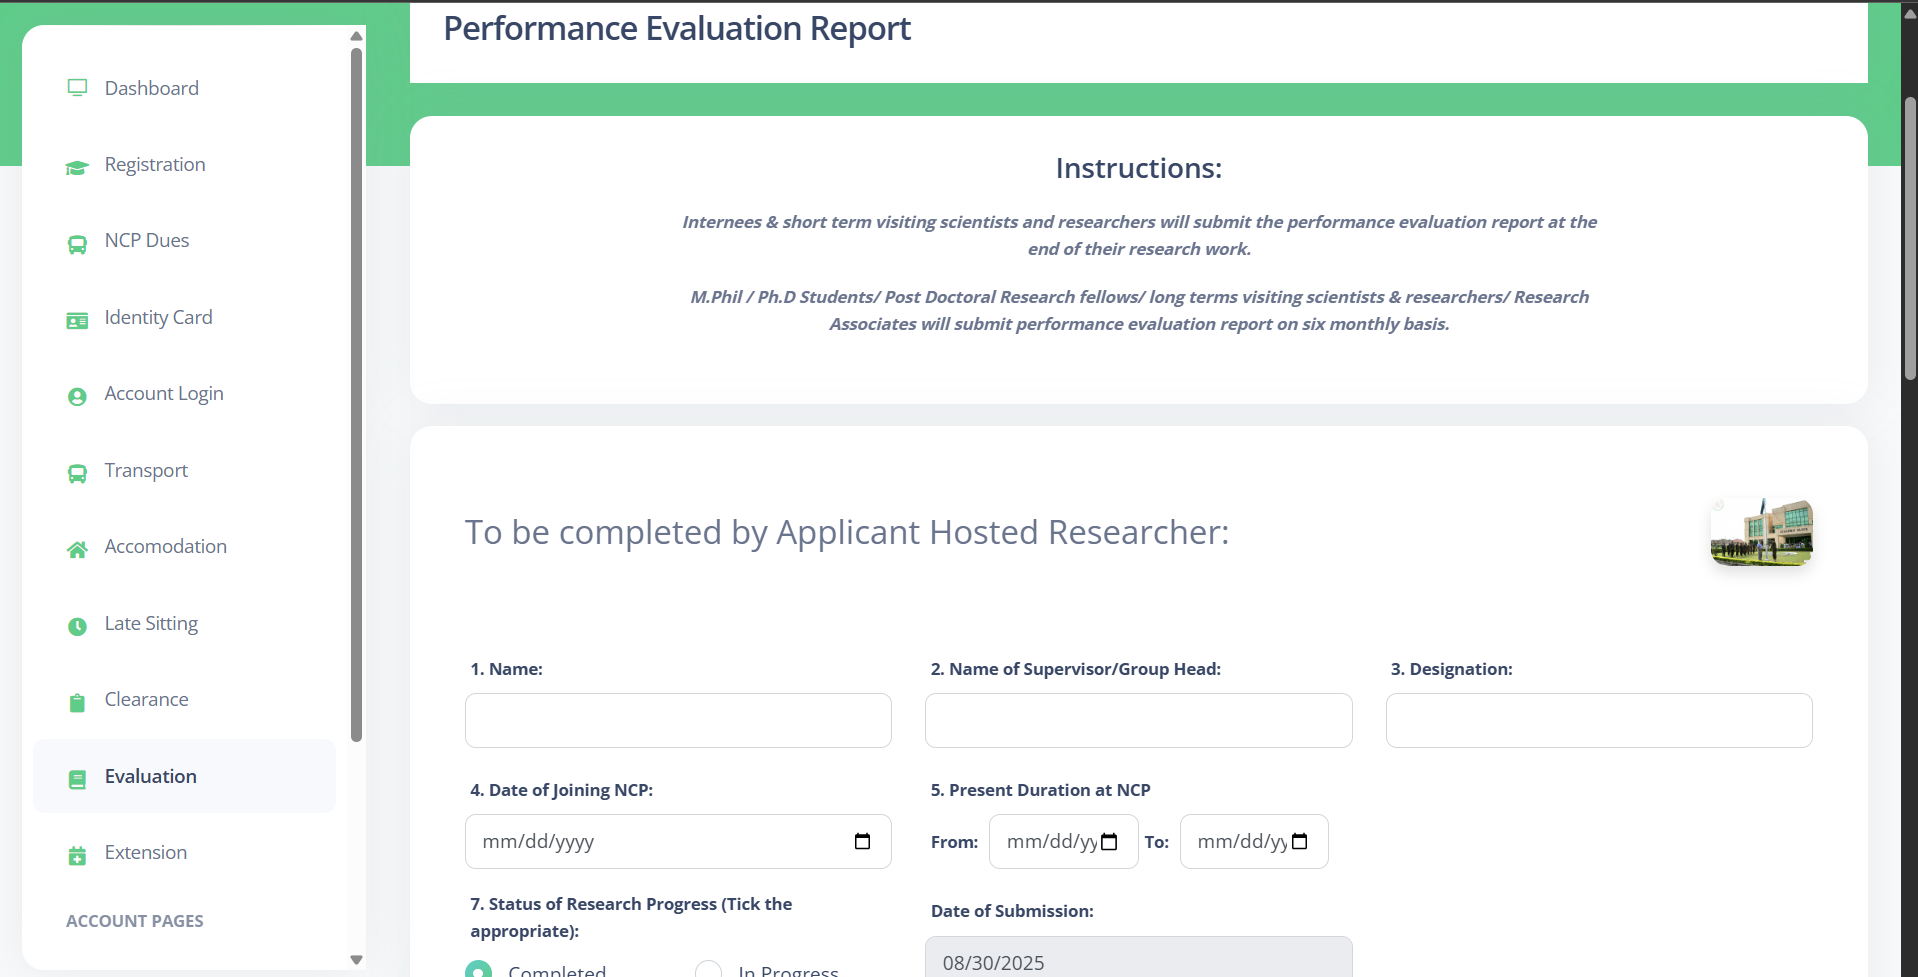 Performance Evaluation Report
Dashboard
Registration
NCP Dues
Identity Card
Account Login
Transport
Accomodation
Late Sitting
Clearance
Evaluation
Extension
ACCOUNT PAGES
Instructions:
Internees & short term visiting scientists and researchers will submit the performance evaluation report at the
end of their research work.
M.Phil / Ph.D Students/ Post Doctoral Research fellows/ long terms visiting scientists & researchers/ Research
Associates will submit performance evaluation report on six monthly basis.
To be completed by Applicant Hosted Researcher:
1. Name:
2. Name of Supervisor/Group Head:
3. Designation:
4. Date of Joining NCP:
mm/dd/yyyy
5. Present Duration at NCP
From: mm/dd/yy To: mm/dd/yy
7. Status of Research Progress (Tick the
appropriate):
Completed In Progress
Date of Submission:
08/30/2025